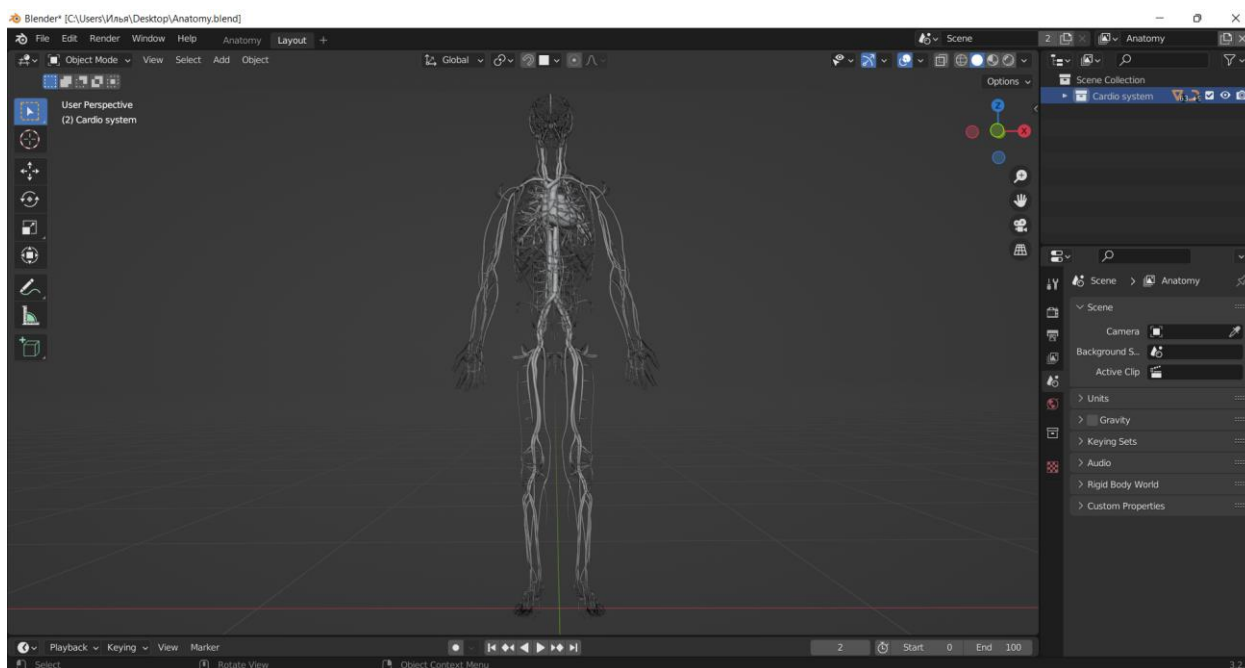 Blender* [C:\Users\Илья\Desktop\Anatomy.blend]
File Edit Render Window Help Anatomy Layout + Scene 2 Anatomy
Object Mode View Select Add Object Global
Options
User Perspective
(2) Cardio system
Z
X
Scene Collection
Cardio system
Scene > Anatomy
Scene
Camera
Background S...
Active Clip
Units
Gravity
Keying Sets
Audio
Rigid Body World
Custom Properties
Playback Keying View Marker 2 Start 0 End 100
Select Rotate View Object Context Menu